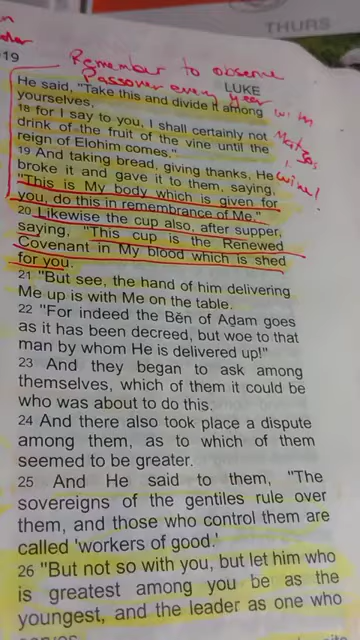 THURS
Remember to observe
Passover every year
with
Matzos
&
wine!
19
LUKE
He said, "Take this and divide it among
yourselves,
18 for I say to you, I shall certainly not
drink of the fruit of the vine until the
reign of Elohim comes."
19 And taking bread, giving thanks, He
broke it and gave it to them, saying,
"This is My body which is given for
you, do this in remembrance of Me."
20 Likewise the cup also, after supper,
saying, "This cup is the Renewed
Covenant in My blood which is shed
for you.
21 "But see, the hand of him delivering
Me up is with Me on the table.
22 "For indeed the Bĕn of Aḏam goes
as it has been decreed, but woe to that
man by whom He is delivered up!"
23 And they began to ask among
themselves, which of them it could be
who was about to do this.
24 And there also took place a dispute
among them, as to which of them
seemed to be greater.
25 And He said to them, "The
sovereigns of the gentiles rule over
them, and those who control them are
called 'workers of good.'
26 "But not so with you, but let him who
is greatest among you be as the
youngest, and the leader as one who